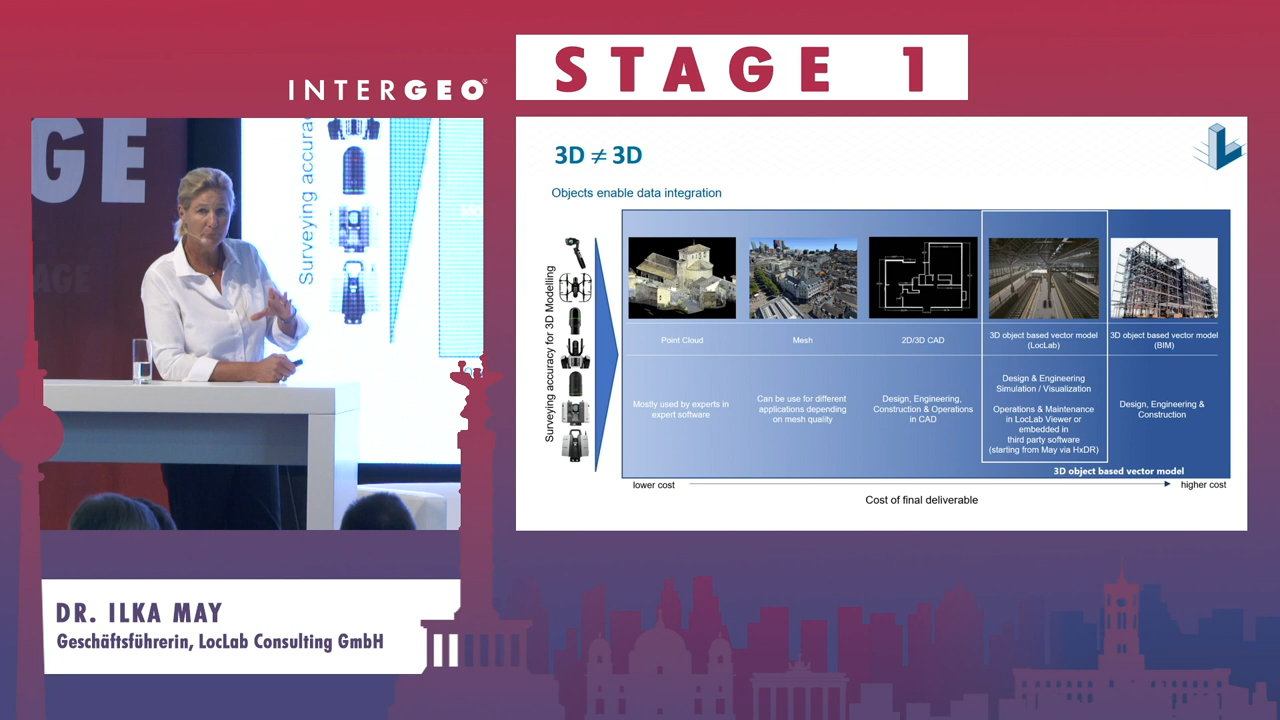 INTERGEO®
STAGE 1
GE
AGE
Surveying accura
3D ≠ 3D
Objects enable data integration
Surveying accuracy for 3D Modelling
Point Cloud
Mesh
2D/3D CAD
3D object based vector model
(LocLab)
3D object based vector model
(BIM)
Mostly used by experts in
expert software
Can be use for different
applications depending
on mesh quality
Design, Engineering,
Construction & Operations
in CAD
Design & Engineering
Simulation / Visualization
Operations & Maintenance
in LocLab Viewer or
embedded in
third party software
(starting from May via HxDR)
Design, Engineering &
Construction
3D object based vector model
lower cost
higher cost
Cost of final deliverable
DR. ILKA MAY
Geschäftsführerin, LocLab Consulting GmbH